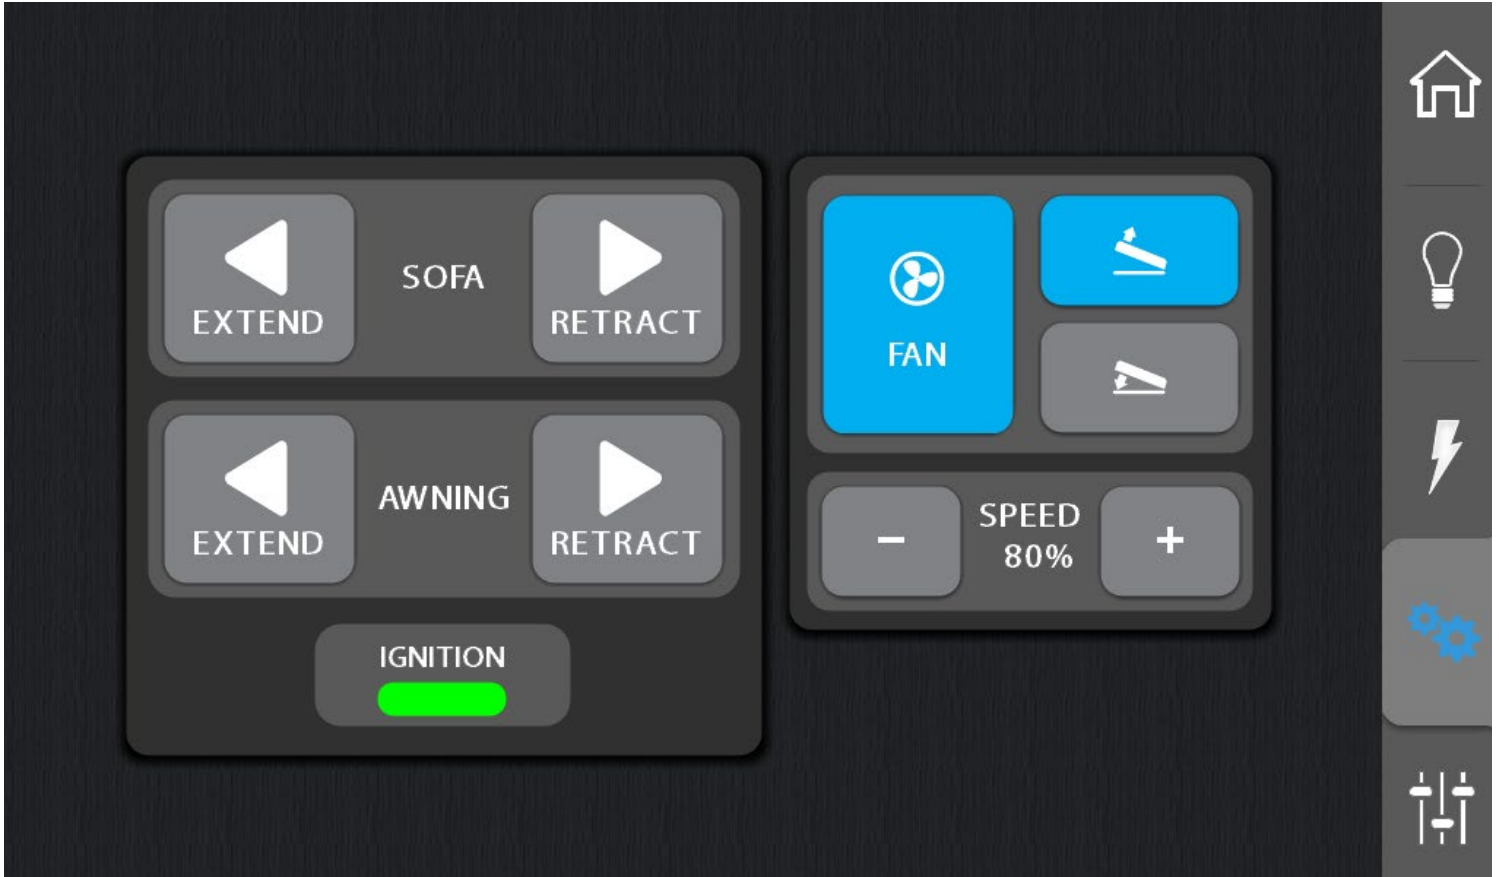 SOFA
EXTEND
RETRACT
AWNING
EXTEND
RETRACT
IGNITION
FAN
−
SPEED
80%
+